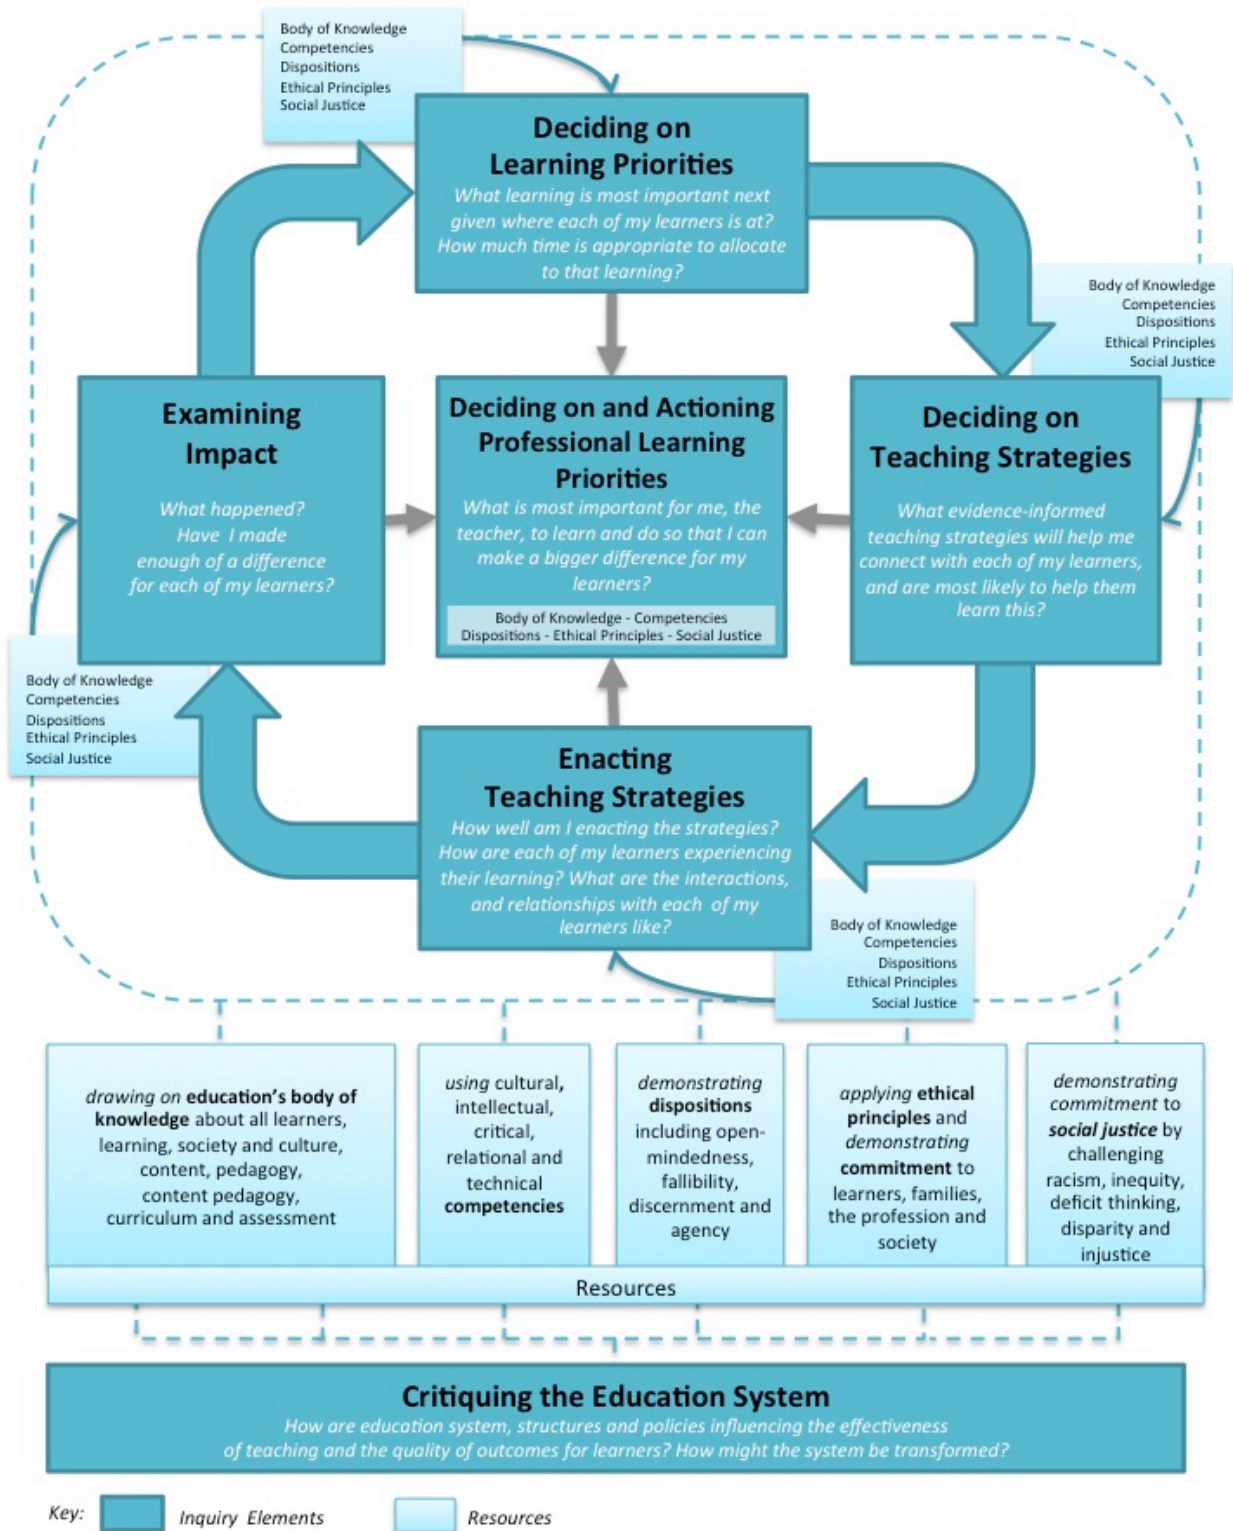 Body of Knowledge
Competencies
Dispositions
Ethical Principles
Social Justice
Deciding on
Learning Priorities
What learning is most important next
given where each of my learners is at?
How much time is appropriate to allocate
to that learning?
Body of Knowledge
Competencies
Dispositions
Ethical Principles
Social Justice
Examining
Impact
What happened?
Have I made
enough of a difference
for each of my learners?
Deciding on and Actioning
Professional Learning
Priorities
What is most important for me, the
teacher, to learn and do so that I can
make a bigger difference for my
learners?
Body of Knowledge - Competencies
Dispositions - Ethical Principles - Social Justice
Deciding on
Teaching Strategies
What evidence-informed
teaching strategies will help me
connect with each of my learners,
and are most likely to help them
learn this?
Body of Knowledge
Competencies
Dispositions
Ethical Principles
Social Justice
Enacting
Teaching Strategies
How well am I enacting the strategies?
How are each of my learners experiencing
their learning? What are the interactions,
and relationships with each of my
learners like?
Body of Knowledge
Competencies
Dispositions
Ethical Principles
Social Justice
drawing on education's body of
knowledge about all learners,
learning, society and culture,
content, pedagogy,
content pedagogy,
curriculum and assessment
using cultural,
intellectual,
critical,
relational and
technical
competencies
demonstrating
dispositions
including open-
mindedness,
fallibility,
discernment and
agency
applying ethical
principles and
demonstrating
commitment to
learners, families,
the profession and
society
demonstrating
commitment to
social justice by
challenging
racism, inequity,
deficit thinking,
disparity and
injustice
Resources
Critiquing the Education System
How are education system, structures and policies influencing the effectiveness
of teaching and the quality of outcomes for learners? How might the system be transformed?
Key:
Inquiry Elements
Resources